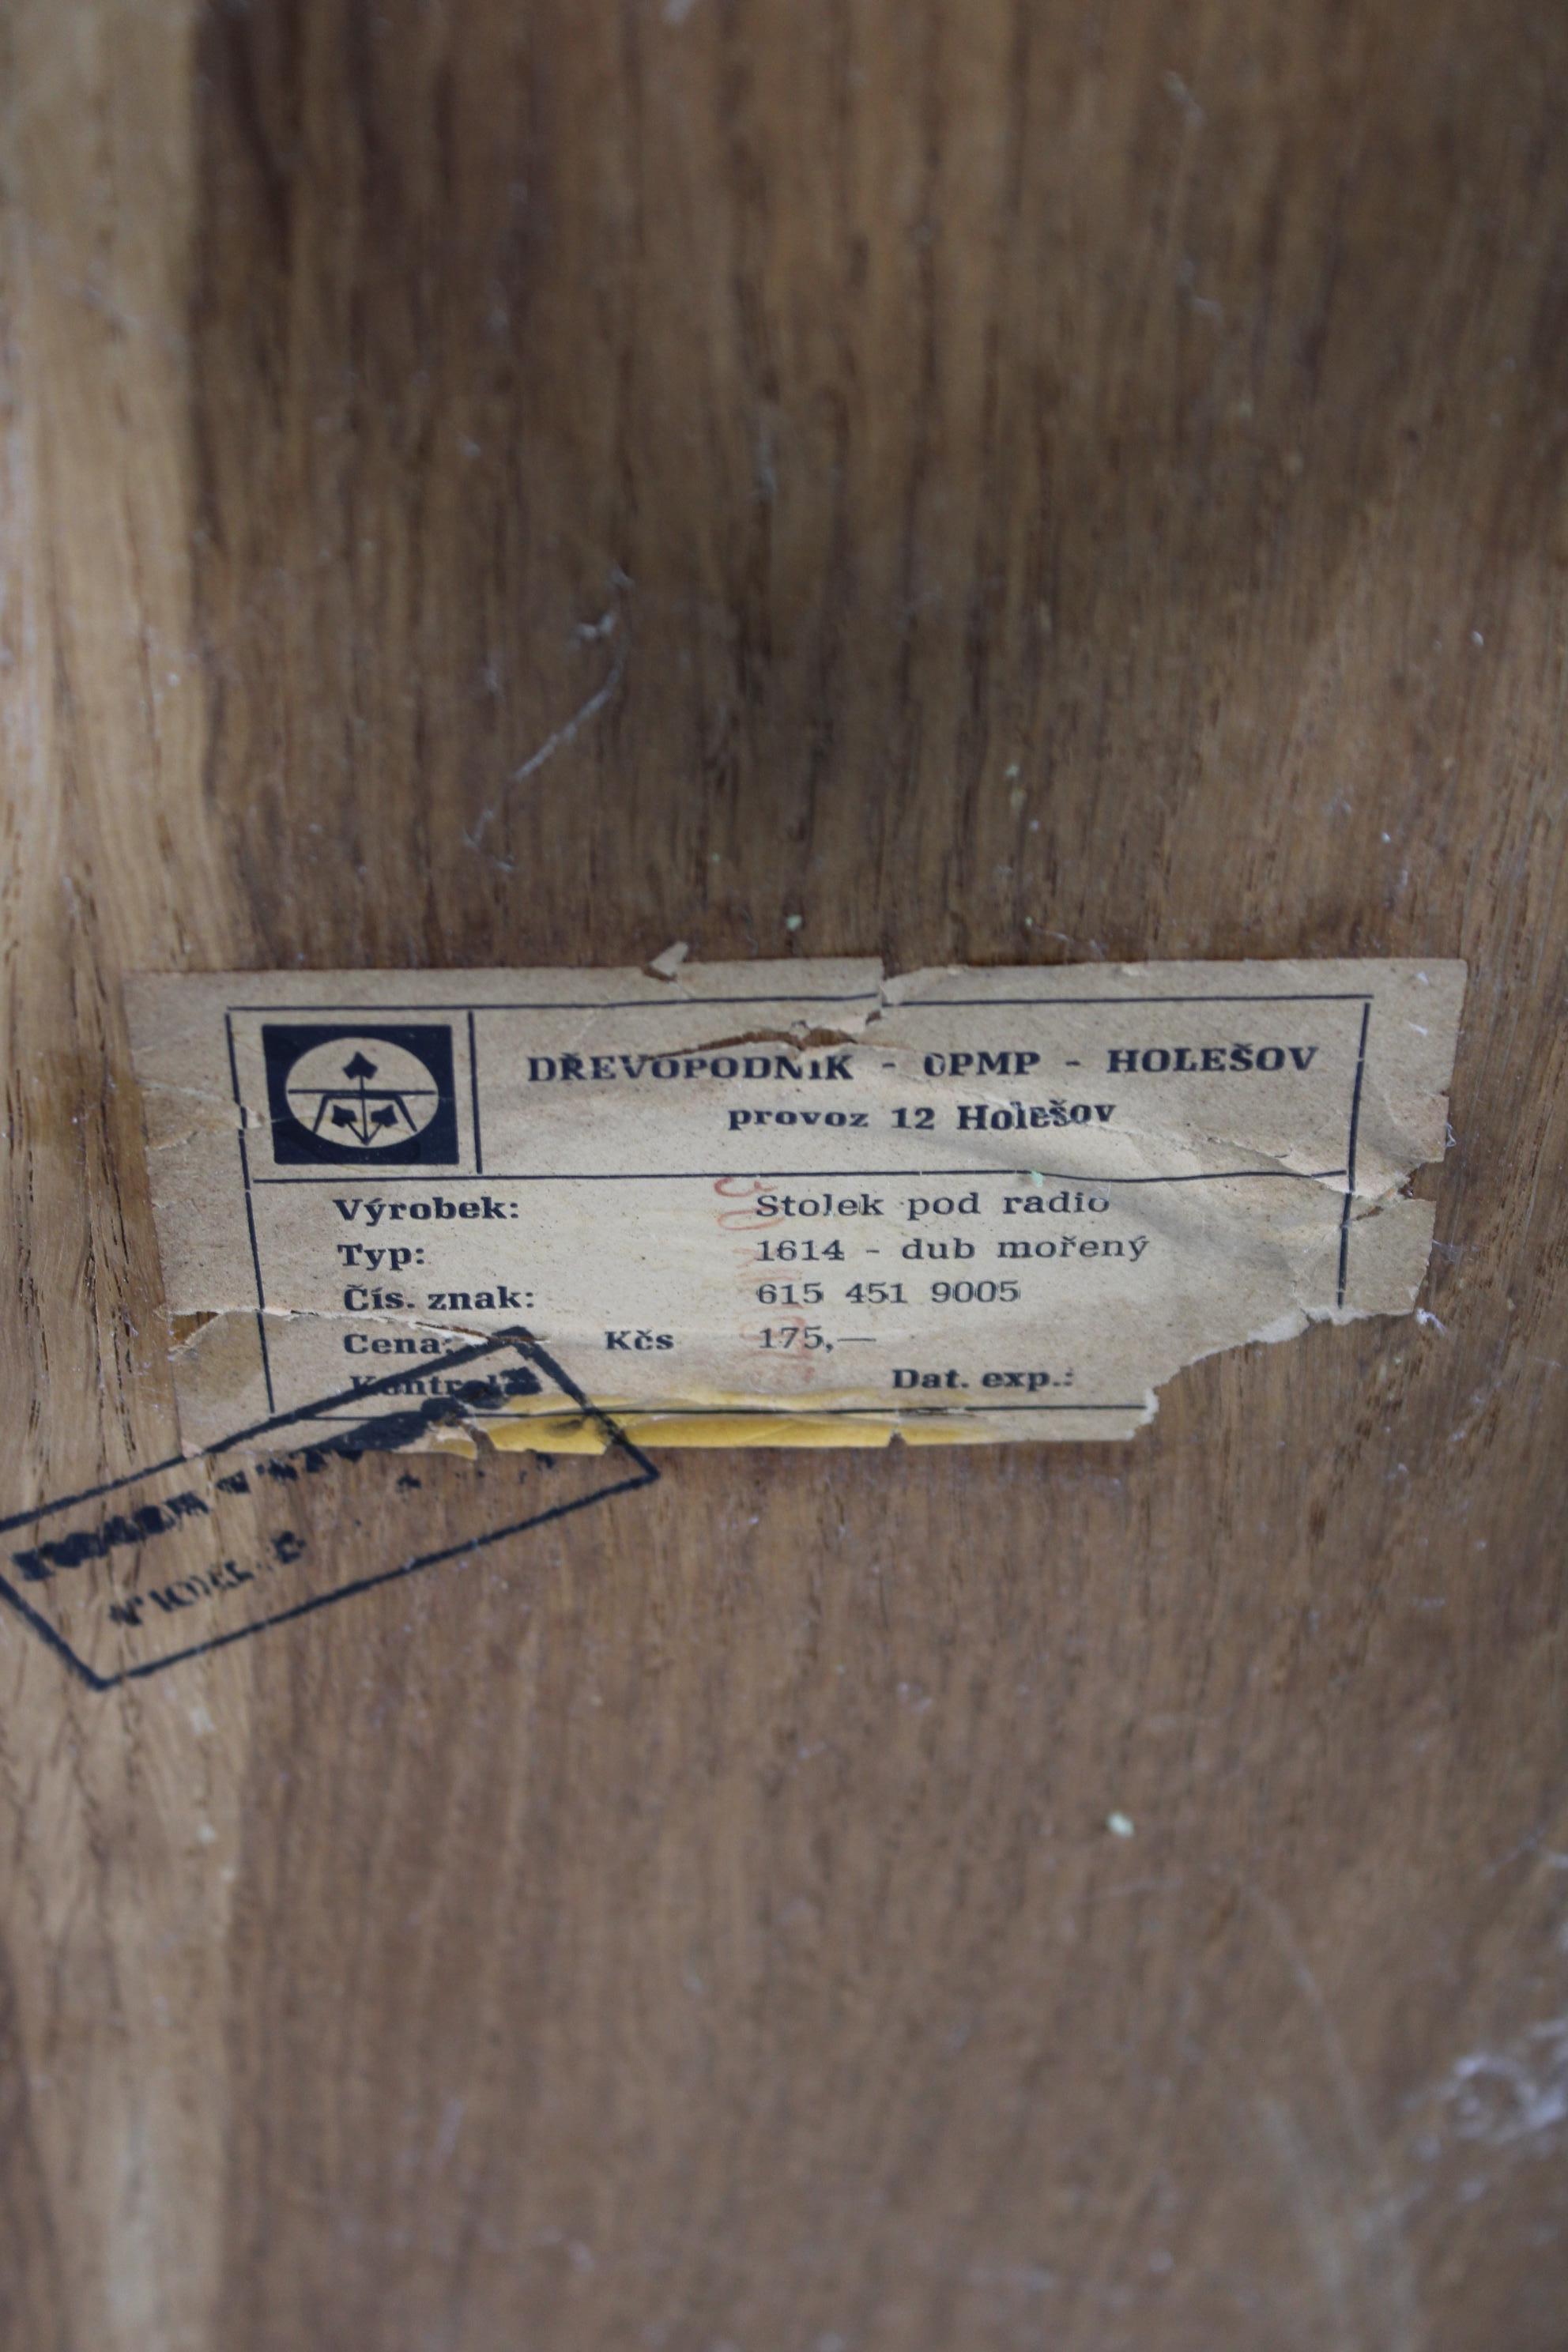 DŘEVOPODNIK - OPMP - HOLEŠOV
provoz 12 Holešov
Výrobek: Stolek pod radio
Typ: 1614 - dub mořený
Čís. znak: 615 451 9005
Cena: Kčs 175,—
Kontrola: Dat. exp.: